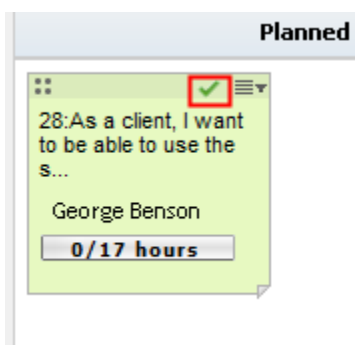 Planned
28:As a client, I want
to be able to use the
s...
George Benson
0/17 hours